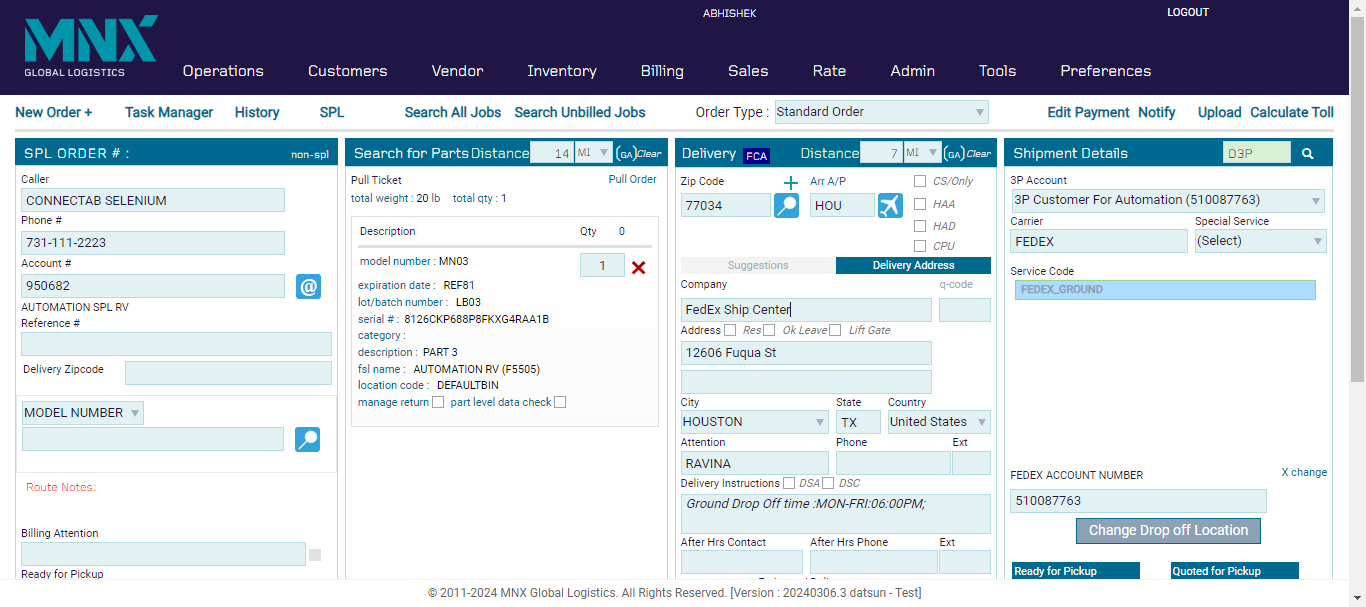 ABHISHEK
LOGOUT
MNX
GLOBAL LOGISTICS
Operations Customers Vendor Inventory Billing Sales Rate Admin Tools Preferences
New Order + Task Manager History SPL Search All Jobs Search Unbilled Jobs Order Type : Standard Order Edit Payment Notify Upload Calculate Toll
SPL ORDER # : non-spl
Caller
CONNECTAB SELENIUM
Phone #
731-111-2223
Account #
950682
@
AUTOMATION SPL RV
Reference #
Delivery Zipcode
MODEL NUMBER
Route Notes:
Billing Attention
Ready for Pickup
Search for Parts Distance 14 MI (GA) Clear
Pull Ticket Pull Order
total weight : 20 lb total qty : 1
Description Qty 0
model number : MN03 1
expiration date : REF81
lot/batch number : LB03
serial # : 8126CKP688P8FKXG4RAA1B
category :
description : PART 3
fsl name : AUTOMATION RV (F5505)
location code : DEFAULTBIN
manage return part level data check
Delivery FCA Distance 7 MI (GA) Clear
Zip Code Arr A/P CS/Only
77034 HOU HAA
HAD
CPU
Suggestions Delivery Address
Company q-code
FedEx Ship Center
Address Res Ok Leave Lift Gate
12606 Fuqua St
City State Country
HOUSTON TX United States
Attention Phone Ext
RAVINA
Delivery Instructions DSA DSC
Ground Drop Off time :MON-FRI:06:00PM;
After Hrs Contact After Hrs Phone Ext
Shipment Details D3P
3P Account
3P Customer For Automation (510087763)
Carrier Special Service
FEDEX (Select)
Service Code
FEDEX_GROUND
X change
FEDEX ACCOUNT NUMBER
510087763
Change Drop off Location
Ready for Pickup Quoted for Pickup
© 2011-2024 MNX Global Logistics. All Rights Reserved. [Version : 20240306.3 datsun - Test]